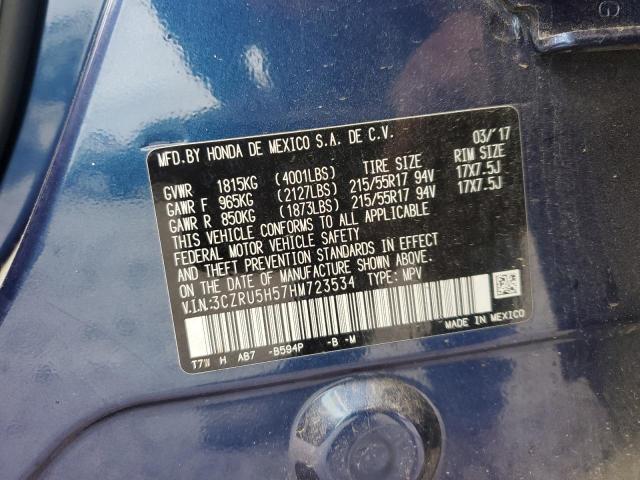 MFD.BY HONDA DE MEXICO S.A. DE C.V. 03/'17
GVWR 1815KG (4001LBS) TIRE SIZE RIM SIZE
GAWR F 965KG (2127LBS) 215/55R17 94V 17X7.5J
GAWR R 850KG (1873LBS) 215/55R17 94V 17X7.5J
THIS VEHICLE CONFORMS TO ALL APPLICABLE
FEDERAL MOTOR VEHICLE SAFETY
AND THEFT PREVENTION STANDARDS IN EFFECT
ON THE DATE OF MANUFACTURE SHOWN ABOVE.
V.I.N.:3CZRU5H57HM723534 TYPE: MPV
MADE IN MEXICO
T7W H AB7 -B594P -B -M